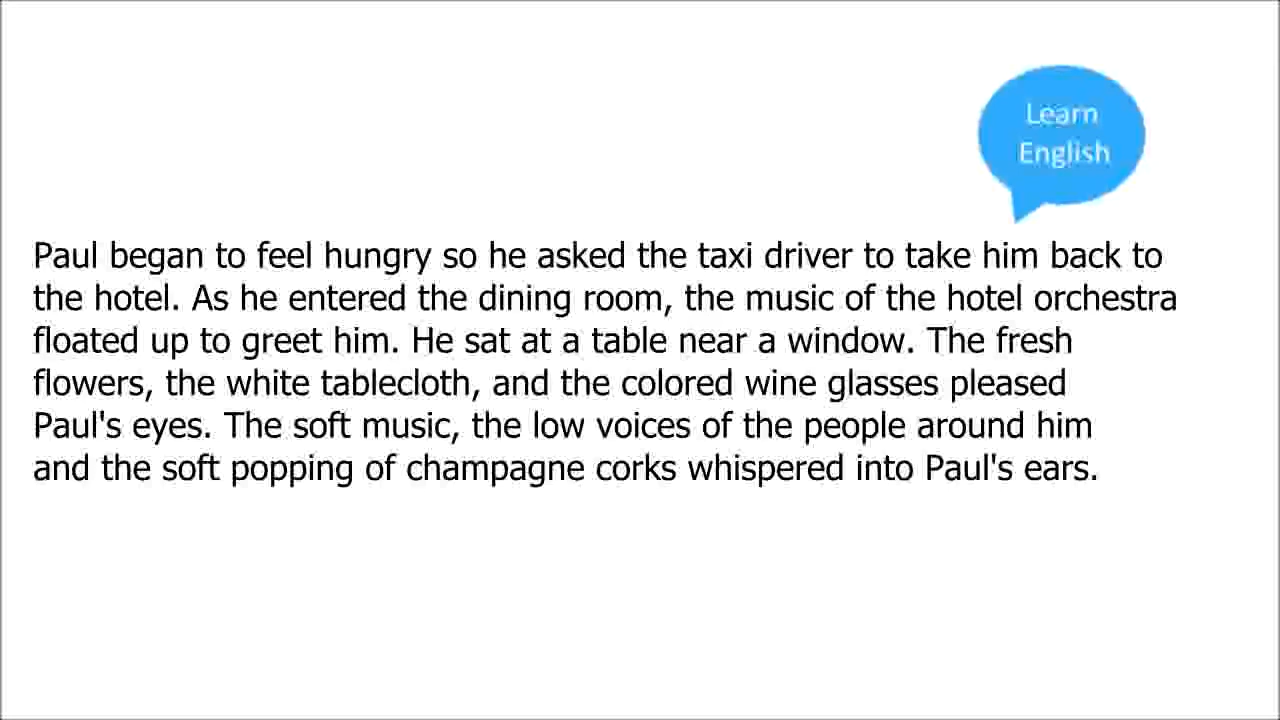 Learn
English
Paul began to feel hungry so he asked the taxi driver to take him back to
the hotel. As he entered the dining room, the music of the hotel orchestra
floated up to greet him. He sat at a table near a window. The fresh
flowers, the white tablecloth, and the colored wine glasses pleased
Paul's eyes. The soft music, the low voices of the people around him
and the soft popping of champagne corks whispered into Paul's ears.